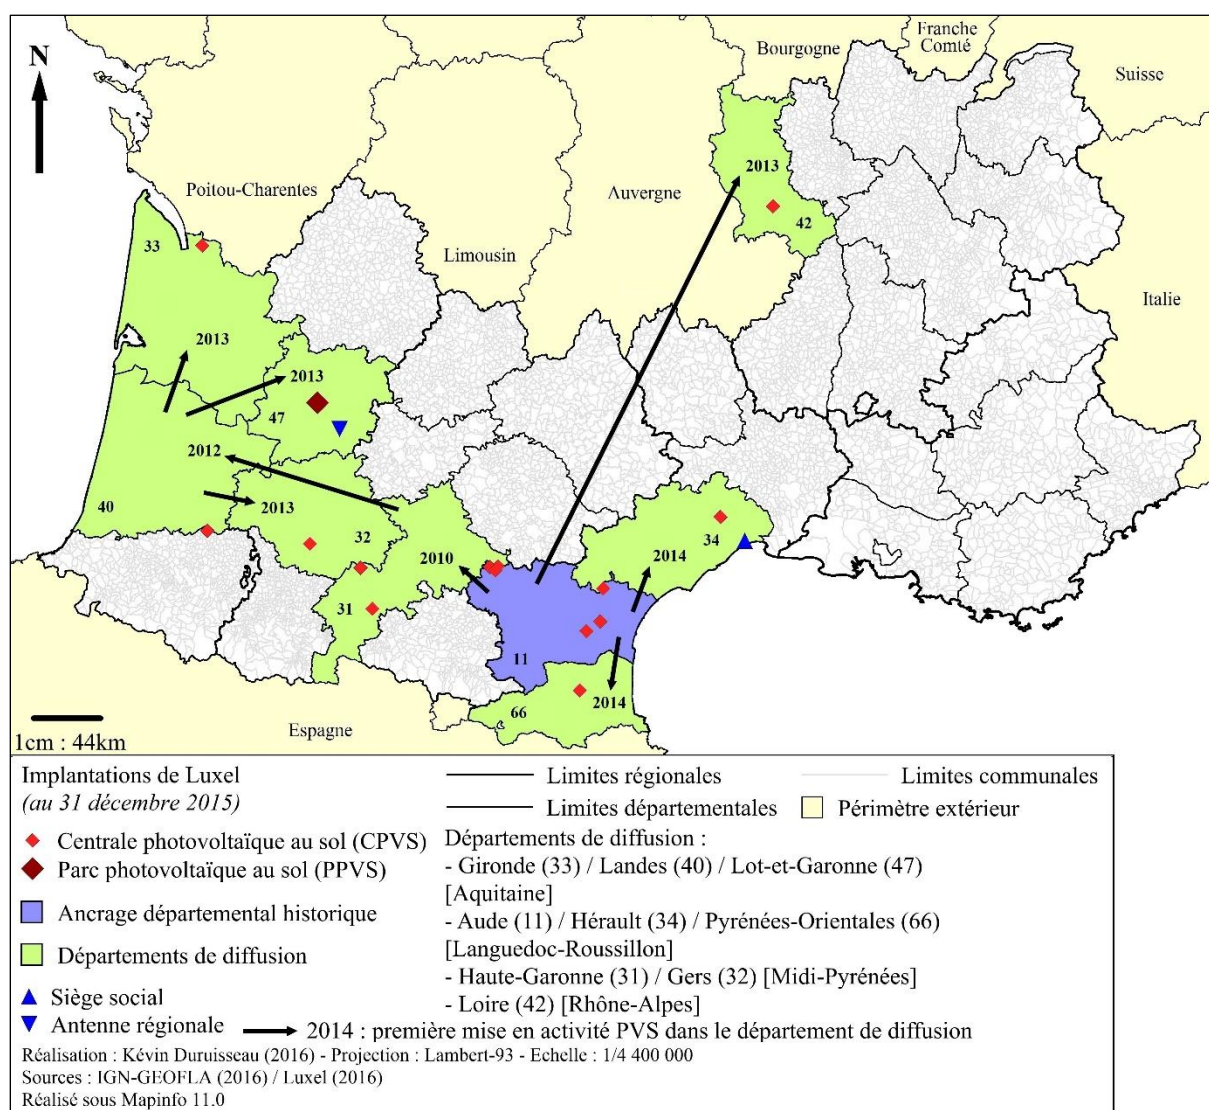 N
Bourgogne
Franche
Comté
Suisse
Poitou-Charentes
Auvergne
Limousin
Italie
2013
42
33
2013
2013
47
2012
40
2013
32
2010
31
2014
34
11
2014
66
Espagne
1cm : 44km
Implantations de Luxel
(au 31 décembre 2015)
Centrale photovoltaïque au sol (CPVS)
Parc photovoltaïque au sol (PPVS)
Ancrage départemental historique
Départements de diffusion
Siège social
Antenne régionale
Limites régionales
Limites communales
Limites départementales
Périmètre extérieur
Départements de diffusion :
- Gironde (33) / Landes (40) / Lot-et-Garonne (47)
[Aquitaine]
- Aude (11) / Hérault (34) / Pyrénées-Orientales (66)
[Languedoc-Roussillon]
- Haute-Garonne (31) / Gers (32) [Midi-Pyrénées]
- Loire (42) [Rhône-Alpes]
2014 : première mise en activité PVS dans le département de diffusion
Réalisation : Kévin Duruisseau (2016) - Projection : Lambert-93 - Echelle : 1/4 400 000
Sources : IGN-GEOFLA (2016) / Luxel (2016)
Réalisé sous Mapinfo 11.0